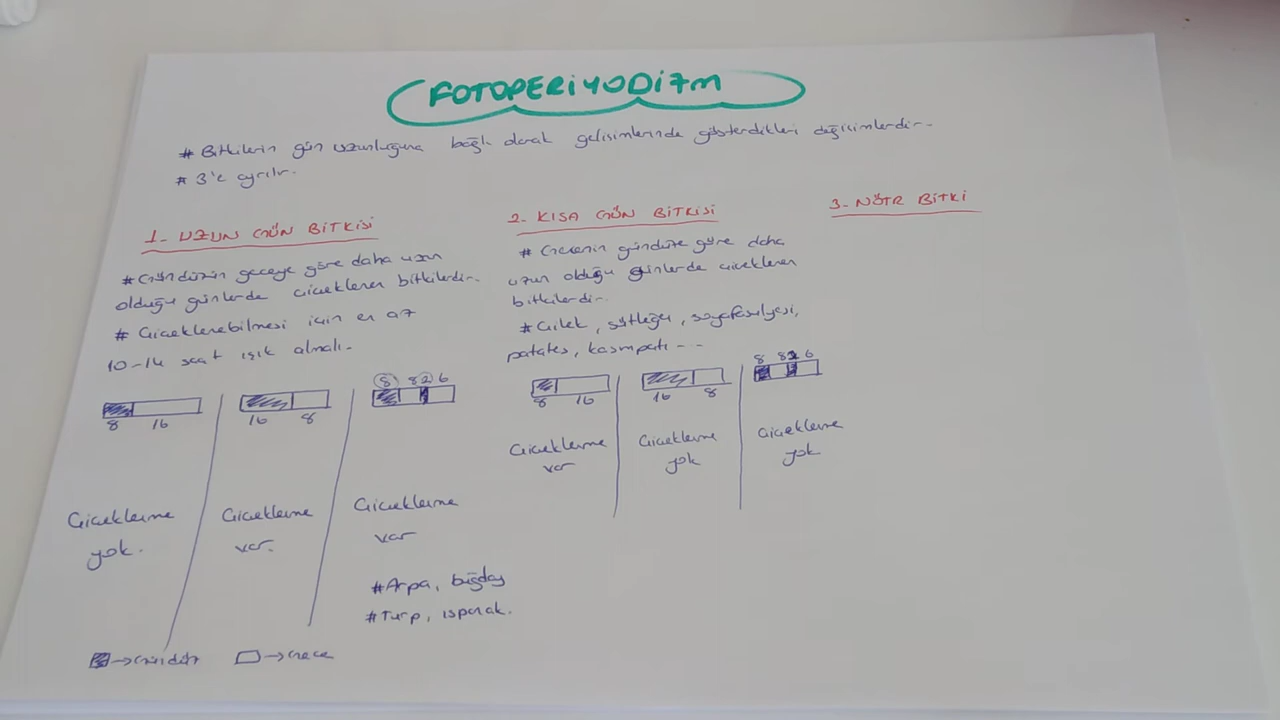 FOTOPERİYODİZM
# Bitkilerin gün uzunluğuna bağlı olarak gelişimlerinde gösterdikleri değişimlerdir.
# 3'e ayrılır.
1- UZUN GÜN BİTKİSİ
# Gündüzün geceye göre daha uzun
olduğu günlerde çiçeklenen bitkilerdir.
# Çiçeklenebilmesi için en az
10-14 saat ışık almalı.
8 16
16 8
8 8 2 6
Çiçeklenme
yok.
Çiçeklenme
var.
Çiçeklenme
var
# Arpa, buğday
# Turp, ıspanak.
→ Gündüz → Gece
2- KISA GÜN BİTKİSİ
# Gecenin gündüze göre daha
uzun olduğu günlerde çiçeklenen
bitkilerdir.
# Çilek, sütleğen, soyafasulyesi,
patates, kasımpatı - - -
8 16
16 8
8 8 2 6
Çiçeklenme
var
Çiçeklenme
yok
Çiçeklenme
yok
3- NÖTR BİTKİ